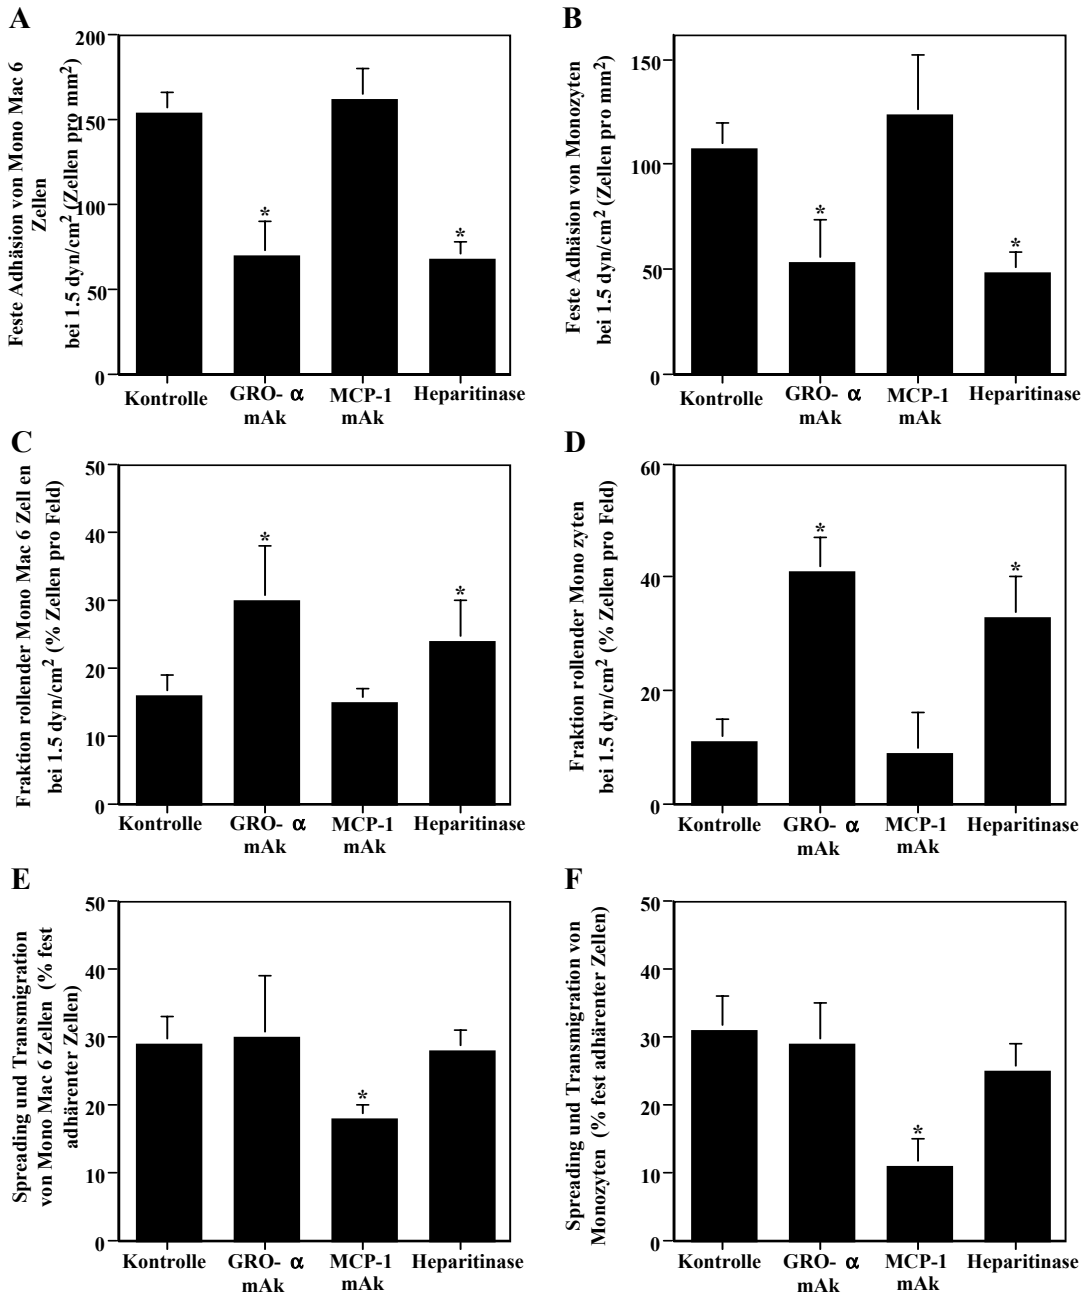 A
Feste Adhäsion von Mono Mac 6
Zellen
bei 1.5 dyn/cm² (Zellen pro mm²)
200
150
100
50
0
*
*
Kontrolle
GRO- α
mAk
MCP-1
mAk
Heparitinase
B
Feste Adhäsion von Monozyten
bei 1.5 dyn/cm² (Zellen pro mm²)
150
100
50
0
*
*
Kontrolle
GRO- α
mAk
MCP-1
mAk
Heparitinase
C
Fraktion rollender Mono Mac 6 Zell en
bei 1.5 dyn/cm² (% Zellen pro Feld)
50
40
30
20
10
0
*
*
Kontrolle
GRO- α
mAk
MCP-1
mAk
Heparitinase
D
Fraktion rollender Mono zyten
bei 1.5 dyn/cm² (% Zellen pro Feld)
60
40
20
0
*
*
Kontrolle
GRO- α
mAk
MCP-1
mAk
Heparitinase
E
Spreading und Transmigration
von Mono Mac 6 Zellen (% fest
adhärenter Zellen)
50
40
30
20
10
0
*
Kontrolle
GRO- α
mAk
MCP-1
mAk
Heparitinase
F
Spreading und Transmigration von
Monozyten (% fest adhärenter Zellen)
50
40
30
20
10
0
*
Kontrolle
GRO- α
mAk
MCP-1
mAk
Heparitinase